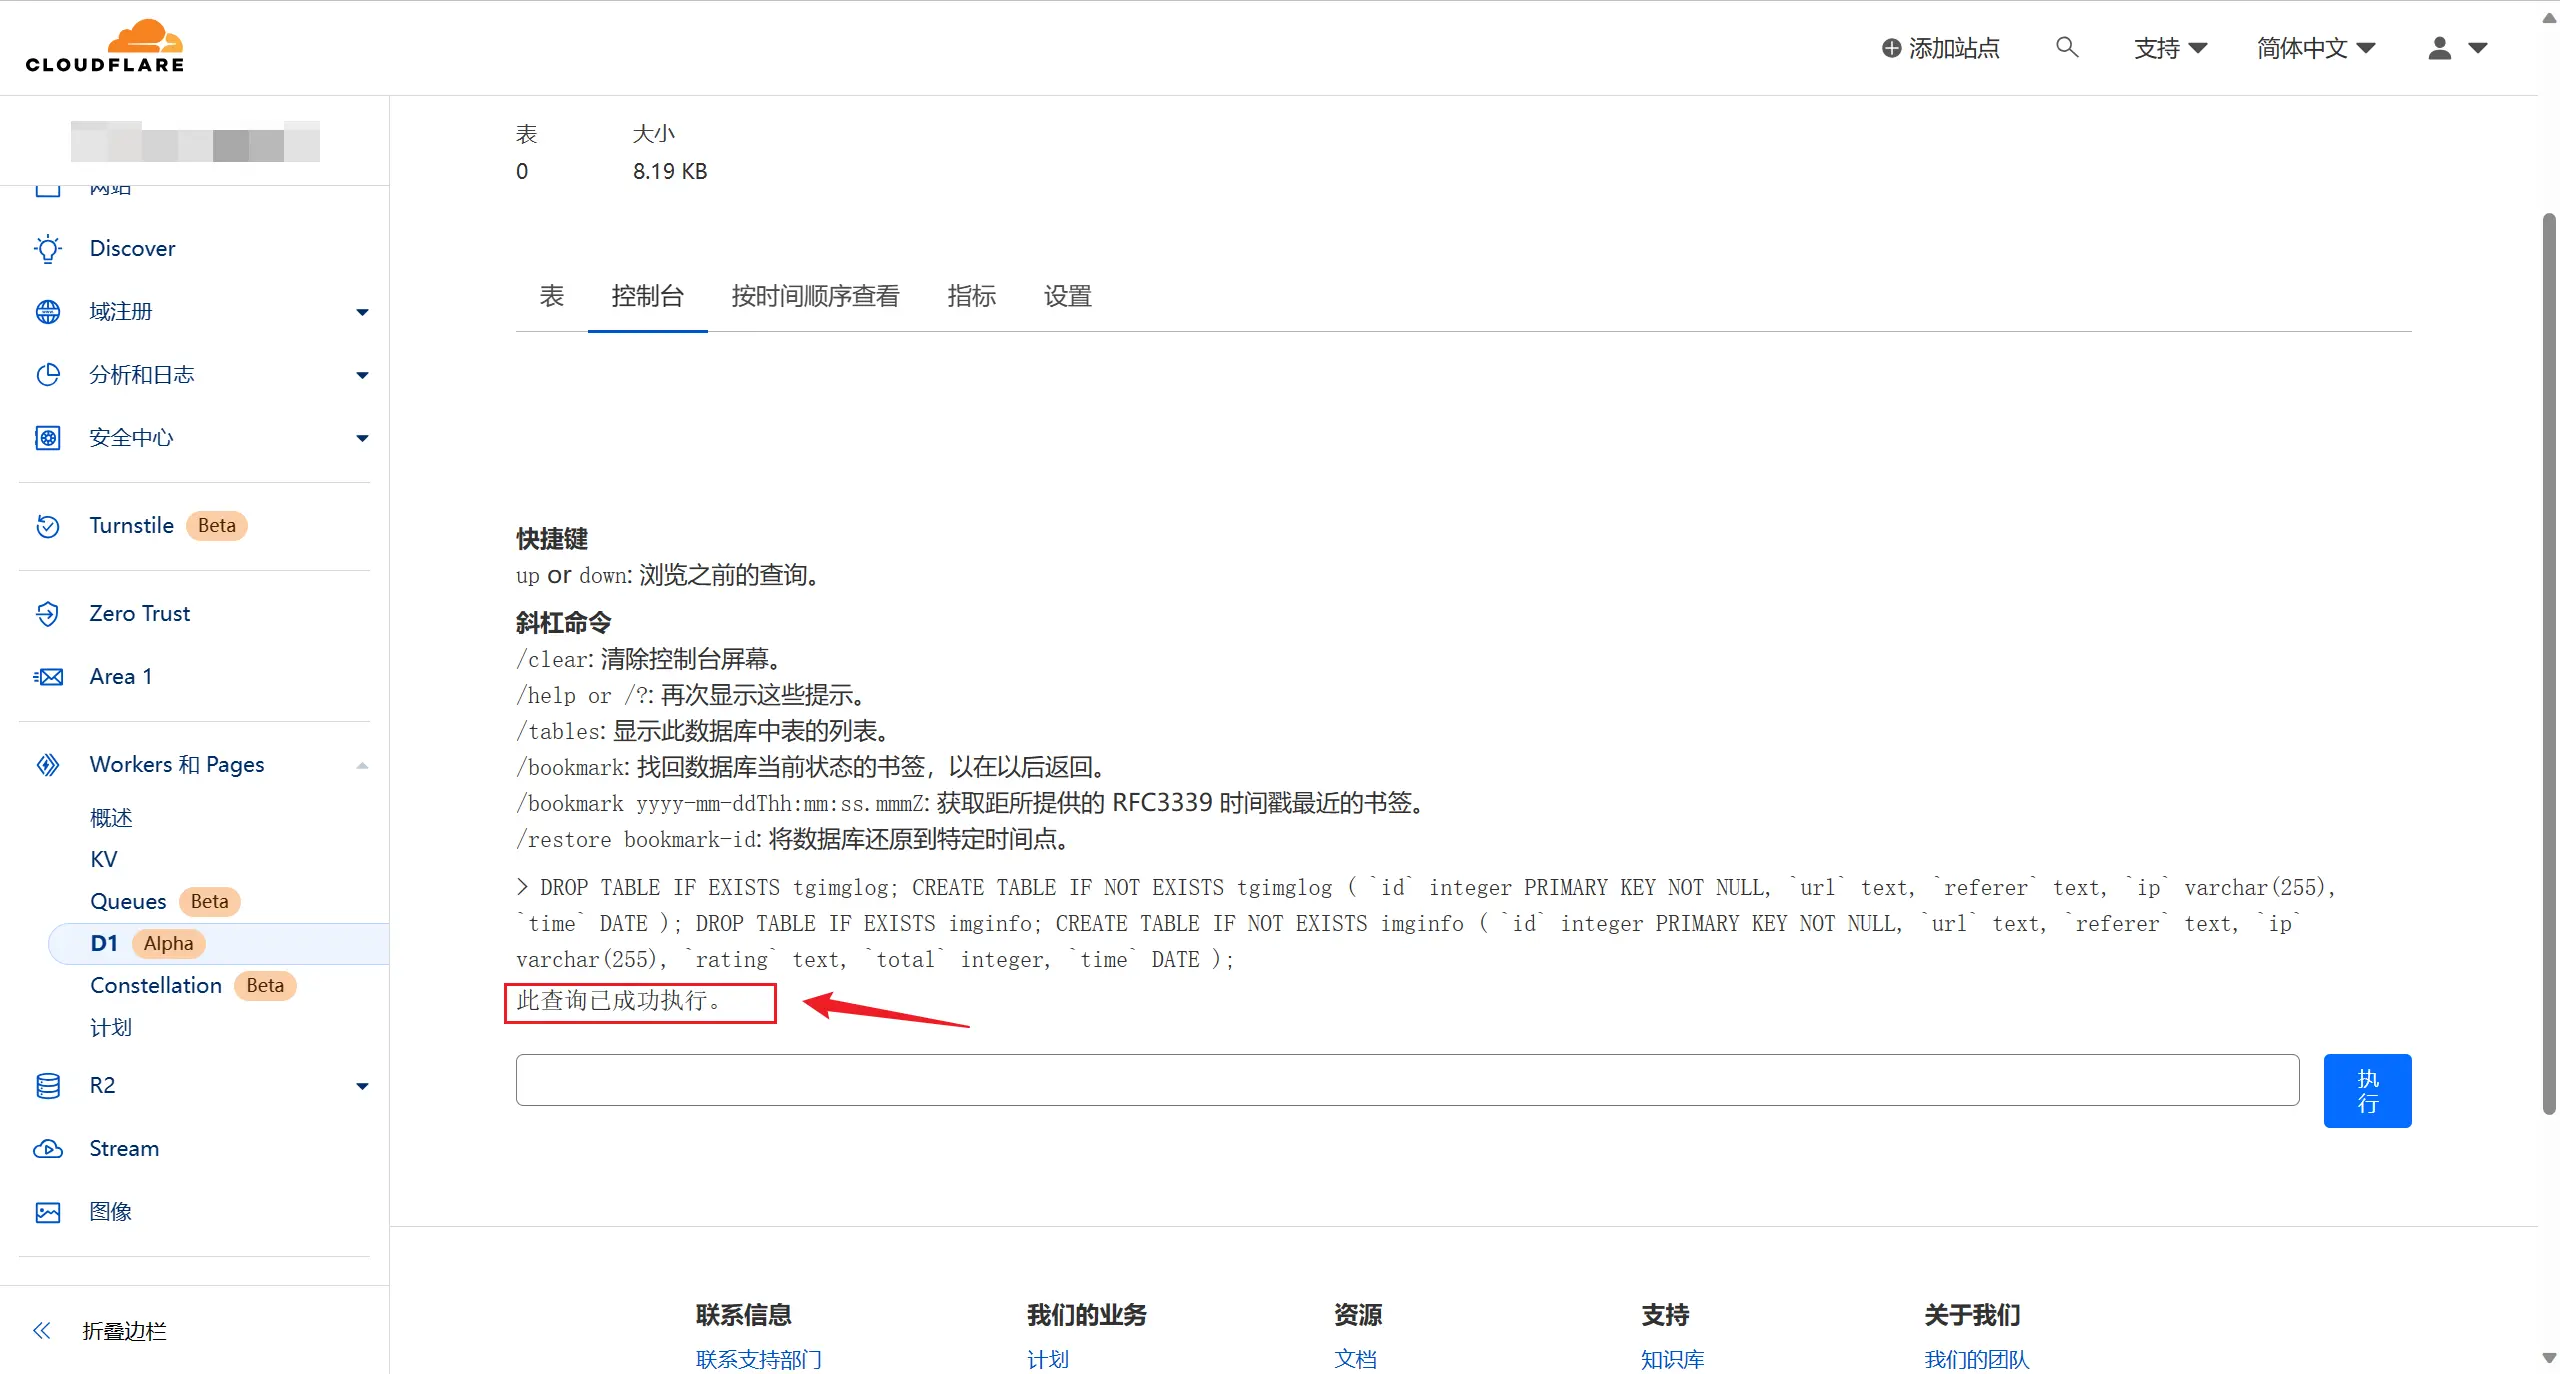 CLOUDFLARE
添加站点
支持
简体中文
网站
Discover
域注册
分析和日志
安全中心
Turnstile Beta
Zero Trust
Area 1
Workers 和 Pages
概述
KV
Queues Beta
D1 Alpha
Constellation Beta
计划
R2
Stream
图像
折叠边栏
表 大小
0 8.19 KB
表 控制台 按时间顺序查看 指标 设置
快捷键
up or down: 浏览之前的查询。
斜杠命令
/clear: 清除控制台屏幕。
/help or /?: 再次显示这些提示。
/tables: 显示此数据库中表的列表。
/bookmark: 找回数据库当前状态的书签，以在以后返回。
/bookmark yyyy-mm-ddThh:mm:ss.mmmZ: 获取距所提供的 RFC3339 时间戳最近的书签。
/restore bookmark-id: 将数据库还原到特定时间点。
> DROP TABLE IF EXISTS tgimglog; CREATE TABLE IF NOT EXISTS tgimglog ( `id` integer PRIMARY KEY NOT NULL, `url` text, `referer` text, `ip` varchar(255),
`time` DATE ); DROP TABLE IF EXISTS imginfo; CREATE TABLE IF NOT EXISTS imginfo ( `id` integer PRIMARY KEY NOT NULL, `url` text, `referer` text, `ip`
varchar(255), `rating` text, `total` integer, `time` DATE );
此查询已成功执行。
执
行
联系信息 我们的业务 资源 支持 关于我们
联系支持部门 计划 文档 知识库 我们的团队